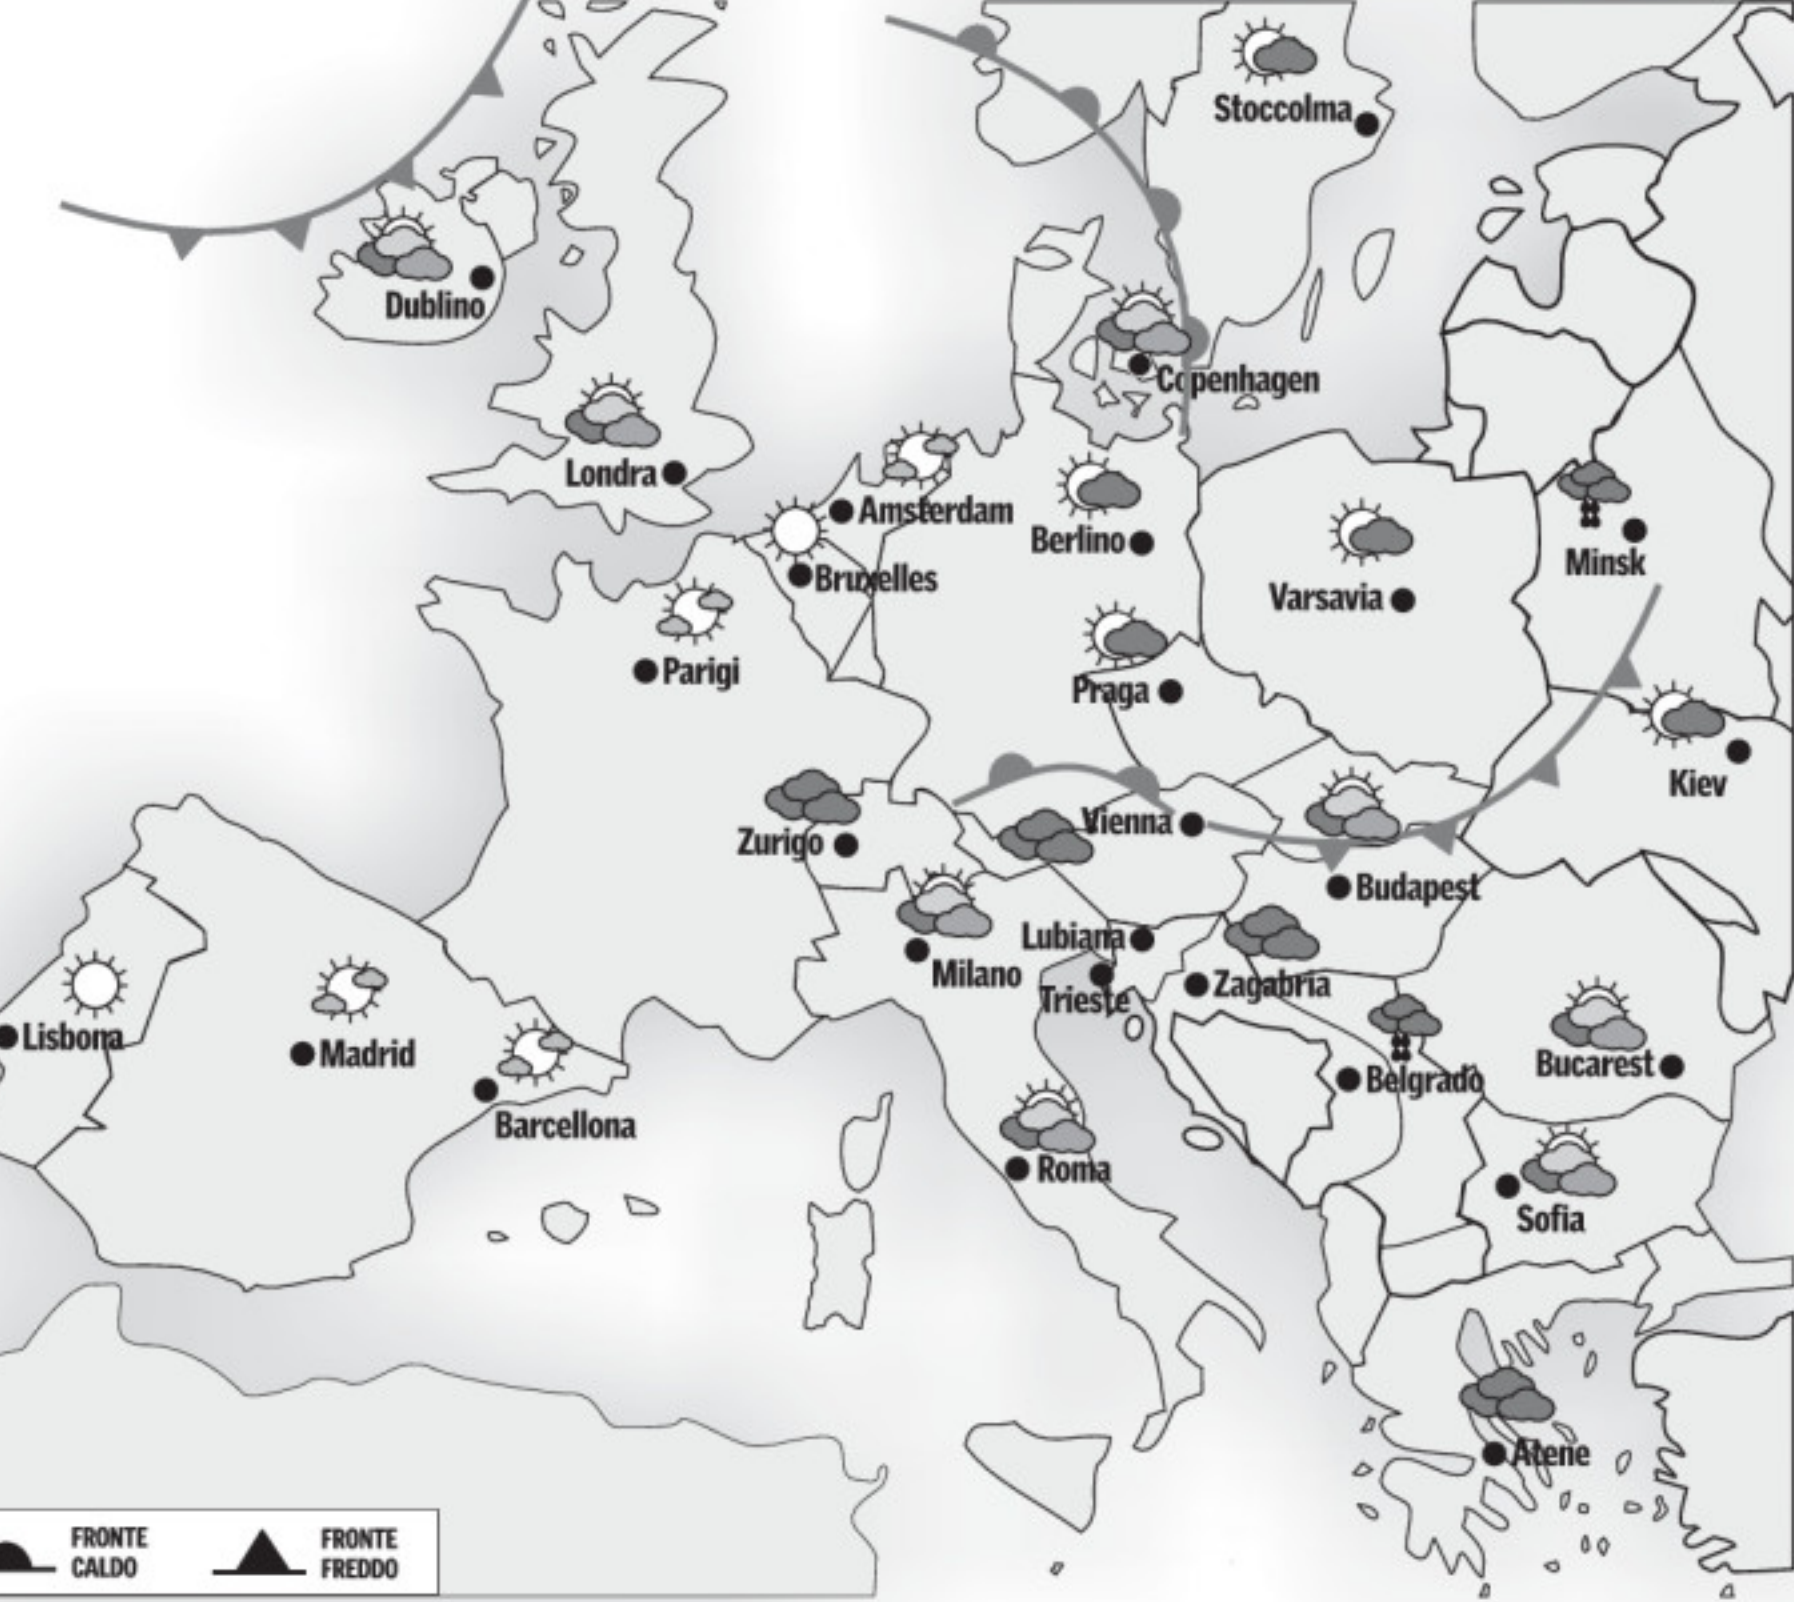 Stoccolma
Dublino
Copenhagen
Londra
Amsterdam
Berlino
Minsk
Bruxelles
Varsavia
Parigi
Praga
Kiev
Vienna
Zurigo
Budapest
Lubiana
Milano
Zagabria
Trieste
Lisbona
Madrid
Bucarest
Belgrado
Barcellona
Roma
Sofia
Atene
FRONTE
CALDO
FRONTE
FREDDO